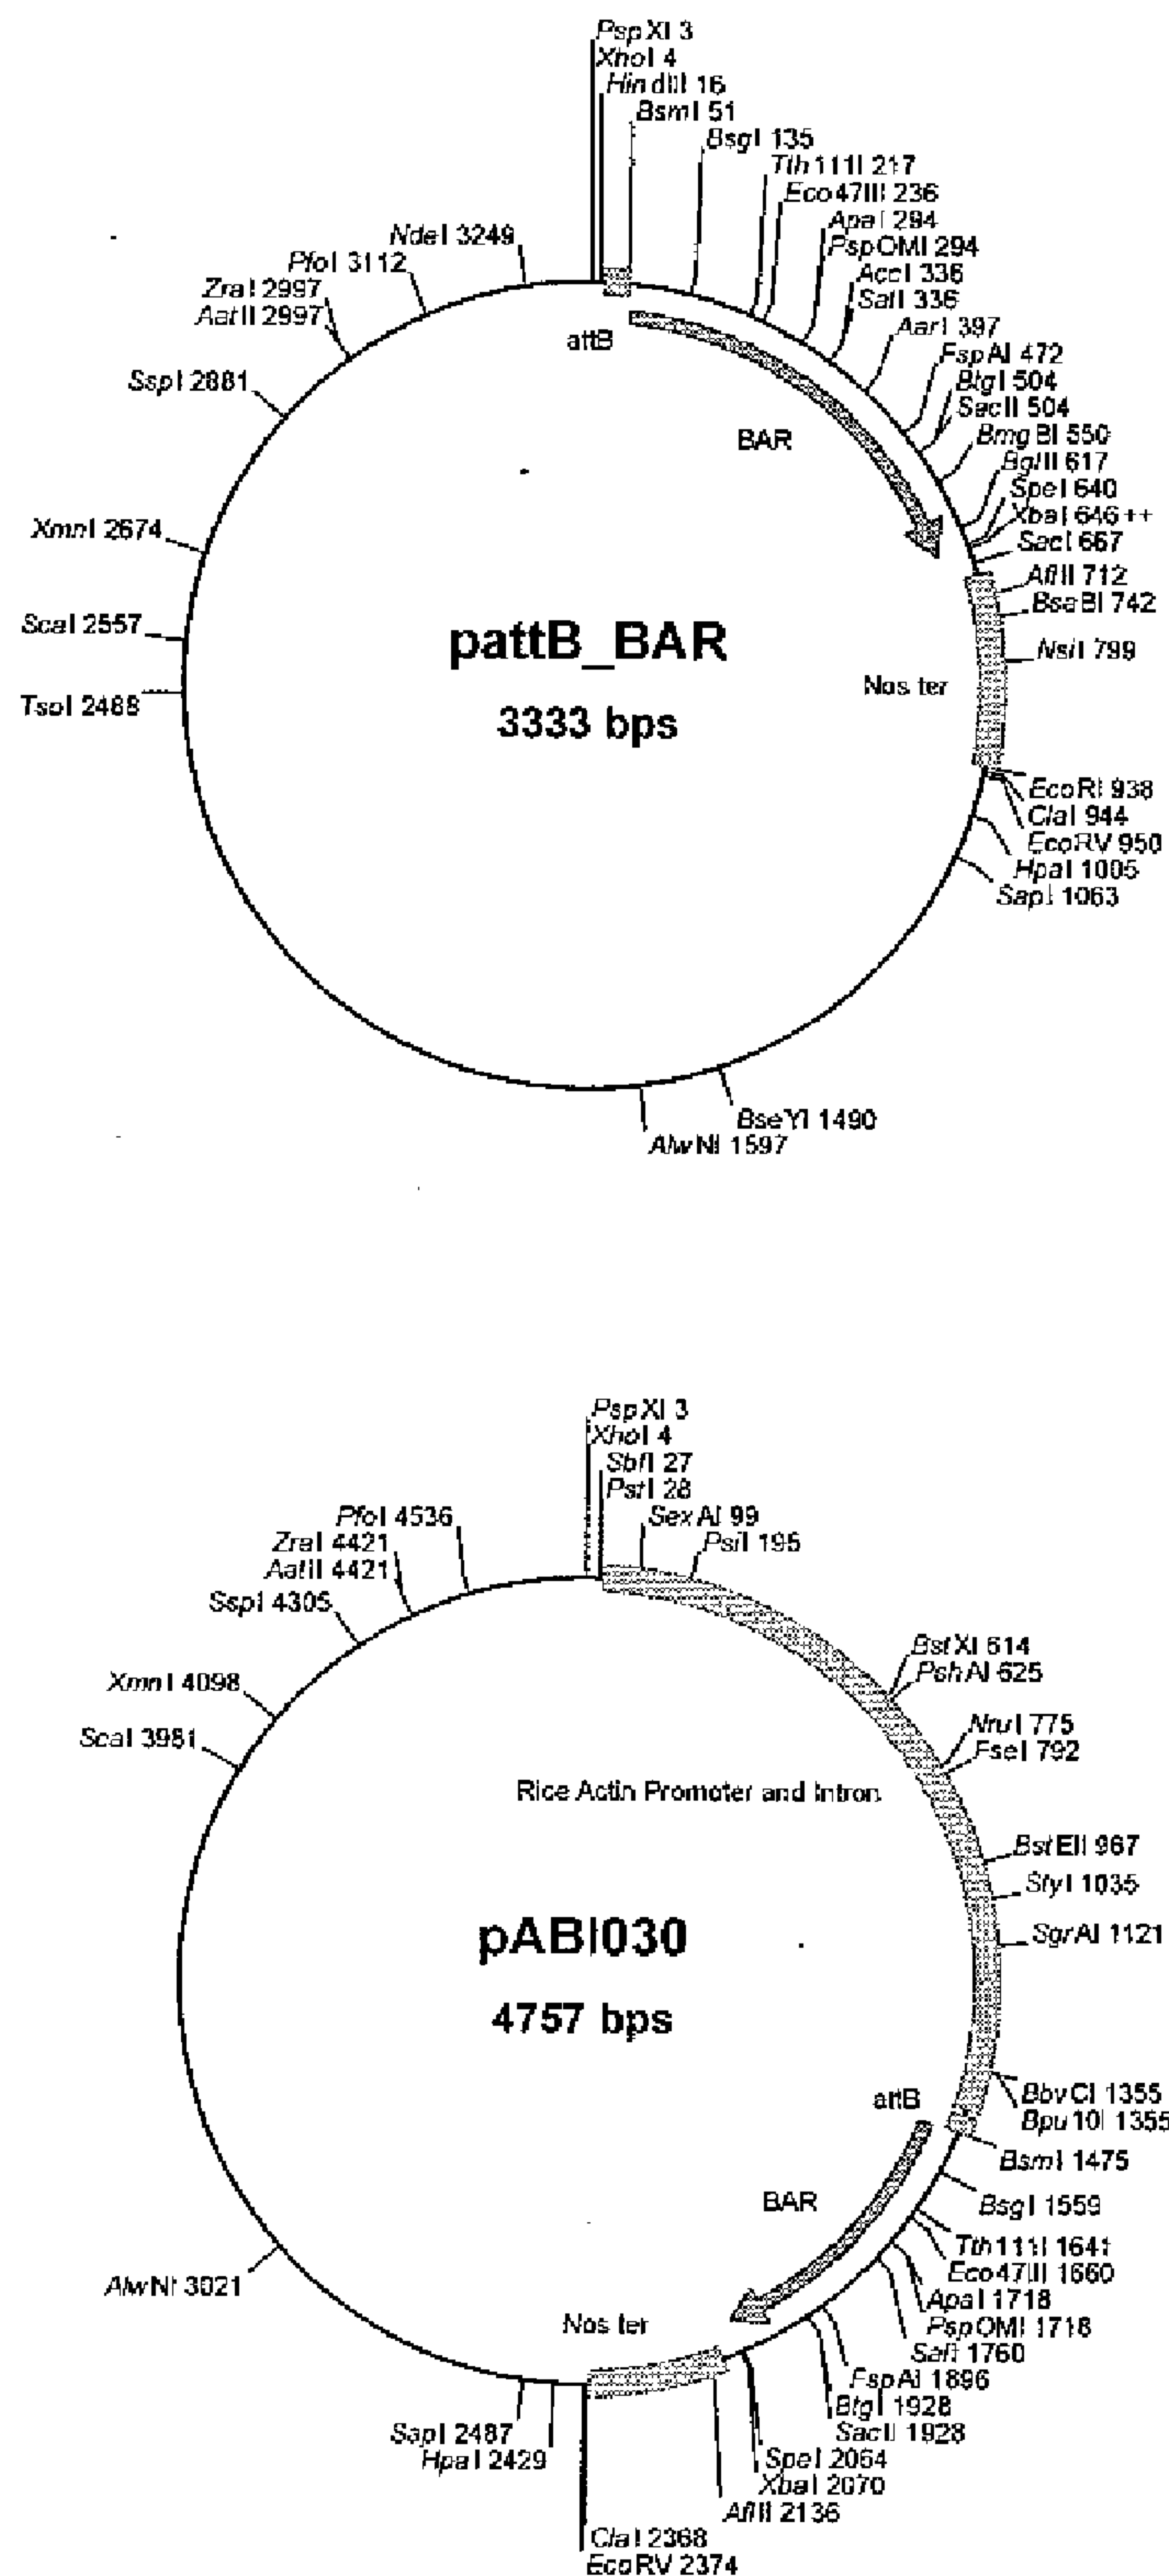 PspXI 3
XhoI 4
HindIII 16
BsmI 51
BsgI 135
Tth111I 217
Eco47III 236
ApaI 294
PspOMI 294
AccI 336
SalI 336
AarI 397
FspAI 472
BtgI 504
SacII 504
BmgBI 550
BglII 617
SpeI 640
XbaI 646++
SacI 667
AflII 712
BsaBI 742
NsiI 799
EcoRI 938
ClaI 944
EcoRV 950
HpaI 1005
SapI 1063
BseYI 1490
AlwNI 1597
TsoI 2488
ScaI 2557
XmnI 2674
SspI 2881
AatII 2997
ZraI 2997
PfoI 3112
NdeI 3249
attB
BAR
Nos ter
pattB_BAR
3333 bps
PspXI 3
XhoI 4
SbfI 27
PstI 28
SexAI 99
PsiI 195
BstXI 614
PshAI 625
NruI 775
FseI 792
BstEII 967
StyI 1035
SgrAI 1121
BbvCI 1355
Bpu10I 1355
BsmI 1475
BsgI 1559
Tth111I 1641
Eco47III 1660
ApaI 1718
PspOMI 1718
SalI 1760
FspAI 1896
BtgI 1928
SacII 1928
SpeI 2064
XbaI 2070
AflII 2136
ClaI 2368
EcoRV 2374
HpaI 2429
SapI 2487
AlwNI 3021
ScaI 3981
XmnI 4098
SspI 4305
AatII 4421
ZraI 4421
PfoI 4536
Rice Actin Promoter and Intron
attB
BAR
Nos ter
pABI030
4757 bps